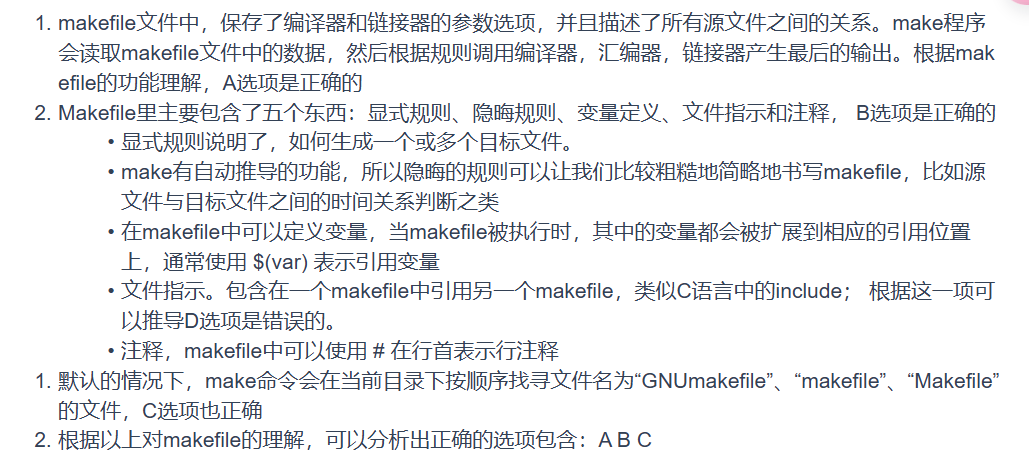 1. makefile文件中，保存了编译器和链接器的参数选项，并且描述了所有源文件之间的关系。make程序
会读取makefile文件中的数据，然后根据规则调用编译器，汇编器，链接器产生最后的输出。根据mak
efile的功能理解，A选项是正确的
2. Makefile里主要包含了五个东西：显式规则、隐晦规则、变量定义、文件指示和注释， B选项是正确的
• 显式规则说明了，如何生成一个或多个目标文件。
• make有自动推导的功能，所以隐晦的规则可以让我们比较粗糙地简略地书写makefile，比如源
文件与目标文件之间的时间关系判断之类
• 在makefile中可以定义变量，当makefile被执行时，其中的变量都会被扩展到相应的引用位置
上，通常使用 $(var) 表示引用变量
• 文件指示。包含在一个makefile中引用另一个makefile，类似C语言中的include； 根据这一项可
以推导D选项是错误的。
• 注释，makefile中可以使用 # 在行首表示行注释
1. 默认的情况下，make命令会在当前目录下按顺序找寻文件名为“GNUmakefile”、“makefile”、“Makefile”
的文件，C选项也正确
2. 根据以上对makefile的理解，可以分析出正确的选项包含：A B C